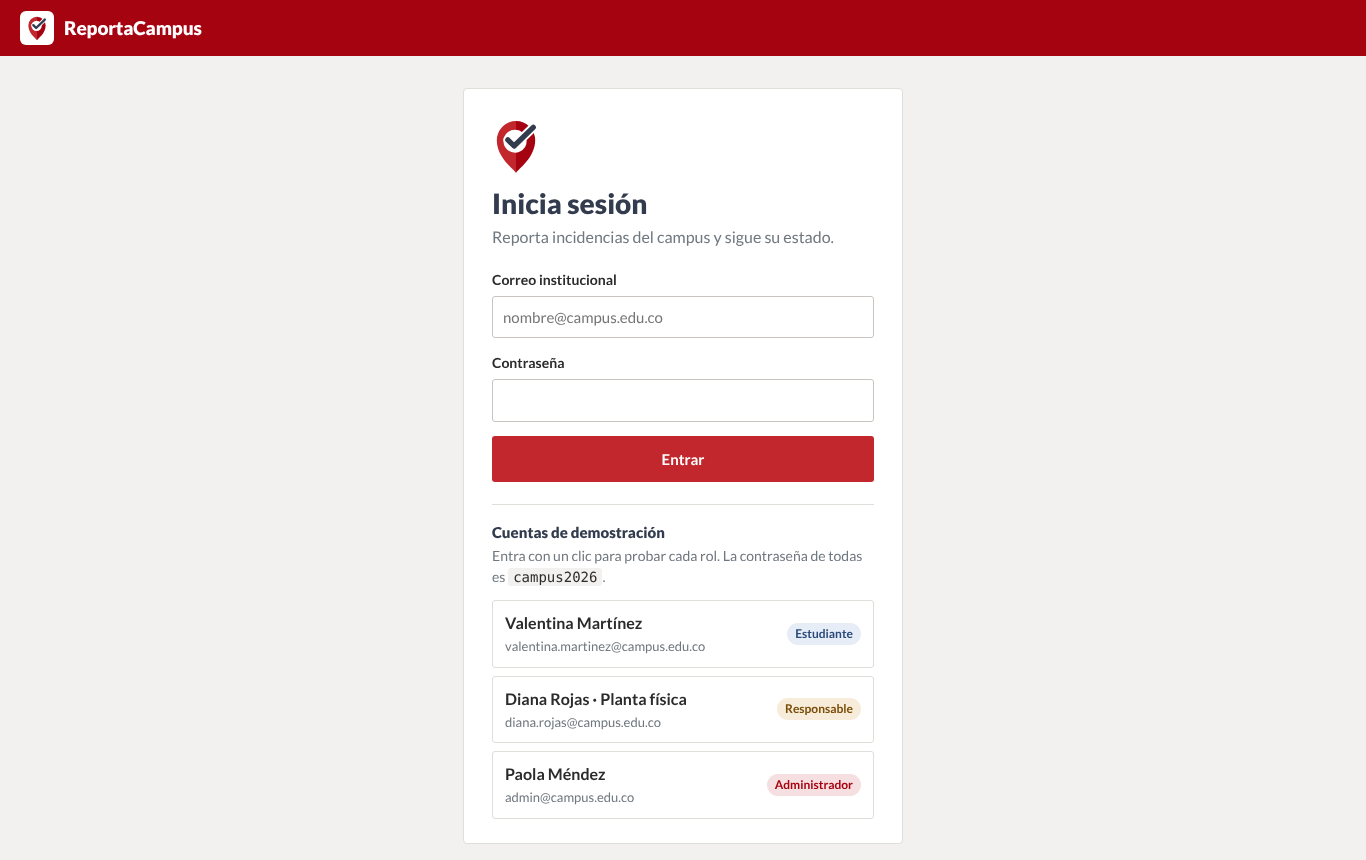 ReportaCampus
Inicia sesión
Reporta incidencias del campus y sigue su estado.
Correo institucional
nombre@campus.edu.co
Contraseña
Entrar
Cuentas de demostración
Entra con un clic para probar cada rol. La contraseña de todas
es campus2026.
Valentina Martínez
valentina.martinez@campus.edu.co
Estudiante
Diana Rojas · Planta física
diana.rojas@campus.edu.co
Responsable
Paola Méndez
admin@campus.edu.co
Administrador